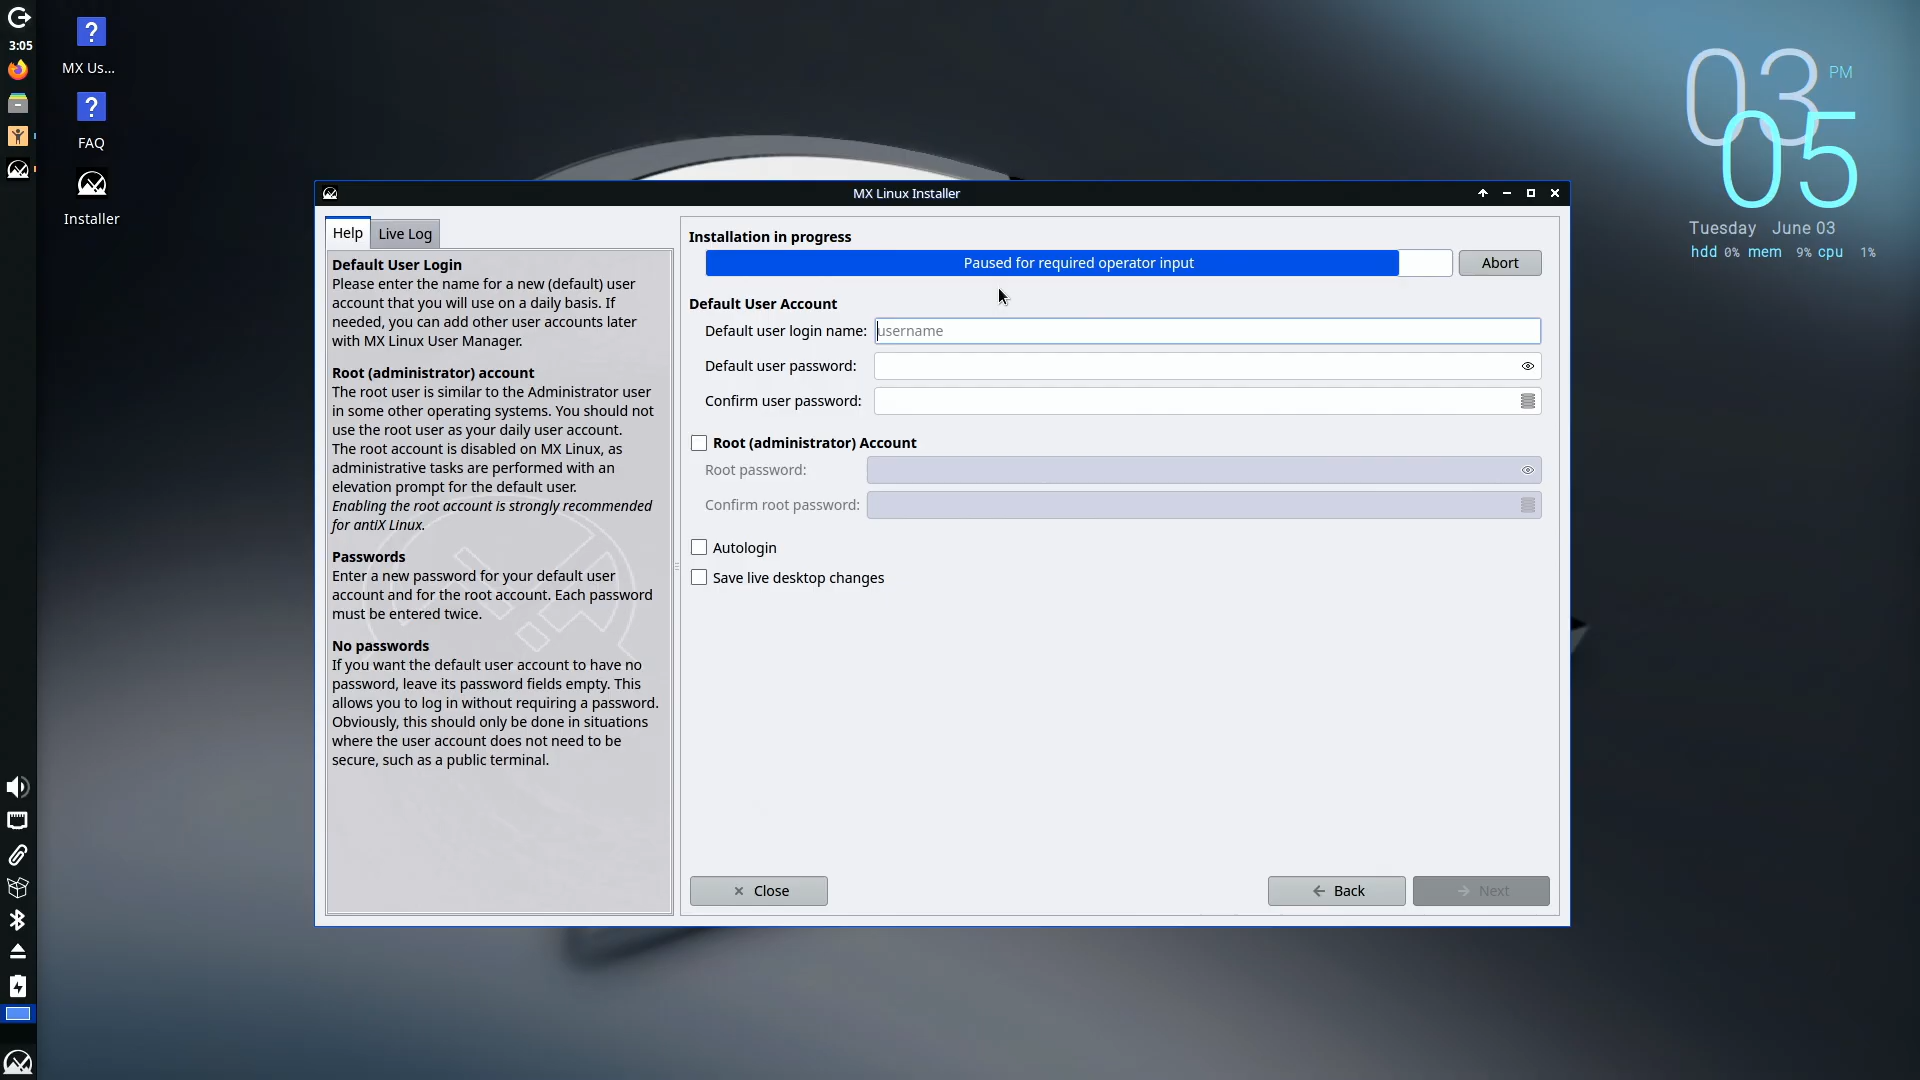 3:05
MX Us...
FAQ
Installer
03 PM
05
Tuesday June 03
hdd 0% mem 9% cpu 1%
MX Linux Installer
Help
Live Log
Default User Login
Please enter the name for a new (default) user
account that you will use on a daily basis. If
needed, you can add other user accounts later
with MX Linux User Manager.
Root (administrator) account
The root user is similar to the Administrator user
in some other operating systems. You should not
use the root user as your daily user account.
The root account is disabled on MX Linux, as
administrative tasks are performed with an
elevation prompt for the default user.
Enabling the root account is strongly recommended
for antiX Linux.
Passwords
Enter a new password for your default user
account and for the root account. Each password
must be entered twice.
No passwords
If you want the default user account to have no
password, leave its password fields empty. This
allows you to log in without requiring a password.
Obviously, this should only be done in situations
where the user account does not need to be
secure, such as a public terminal.
Installation in progress
Paused for required operator input
Abort
Default User Account
Default user login name: username
Default user password:
Confirm user password:
Root (administrator) Account
Root password:
Confirm root password:
Autologin
Save live desktop changes
Close
Back
Next